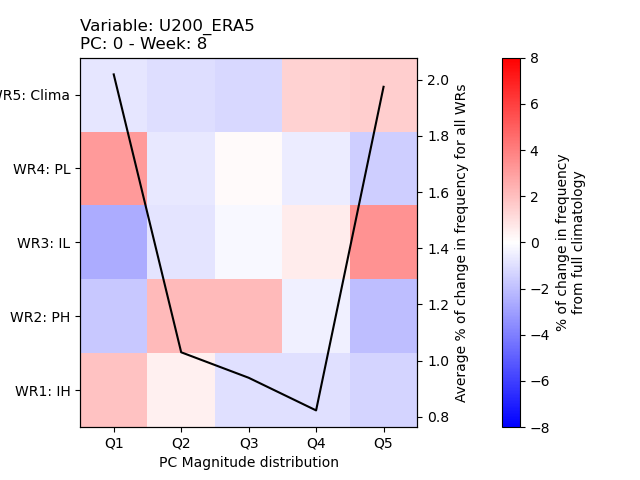 Variable: U200_ERA5
PC: 0 - Week: 8
WR5: Clima
WR4: PL
WR3: IL
WR2: PH
WR1: IH
Q1 Q2 Q3 Q4 Q5
PC Magnitude distribution
2.0
1.8
1.6
1.4
1.2
1.0
0.8
Average % of change in frequency for all WRs
8
6
4
2
0
−2
−4
−6
−8
% of change in frequency
from full climatology